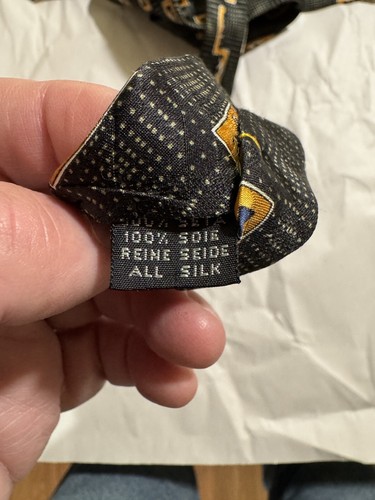 100% SOIE
REINE SEIDE
ALL SILK